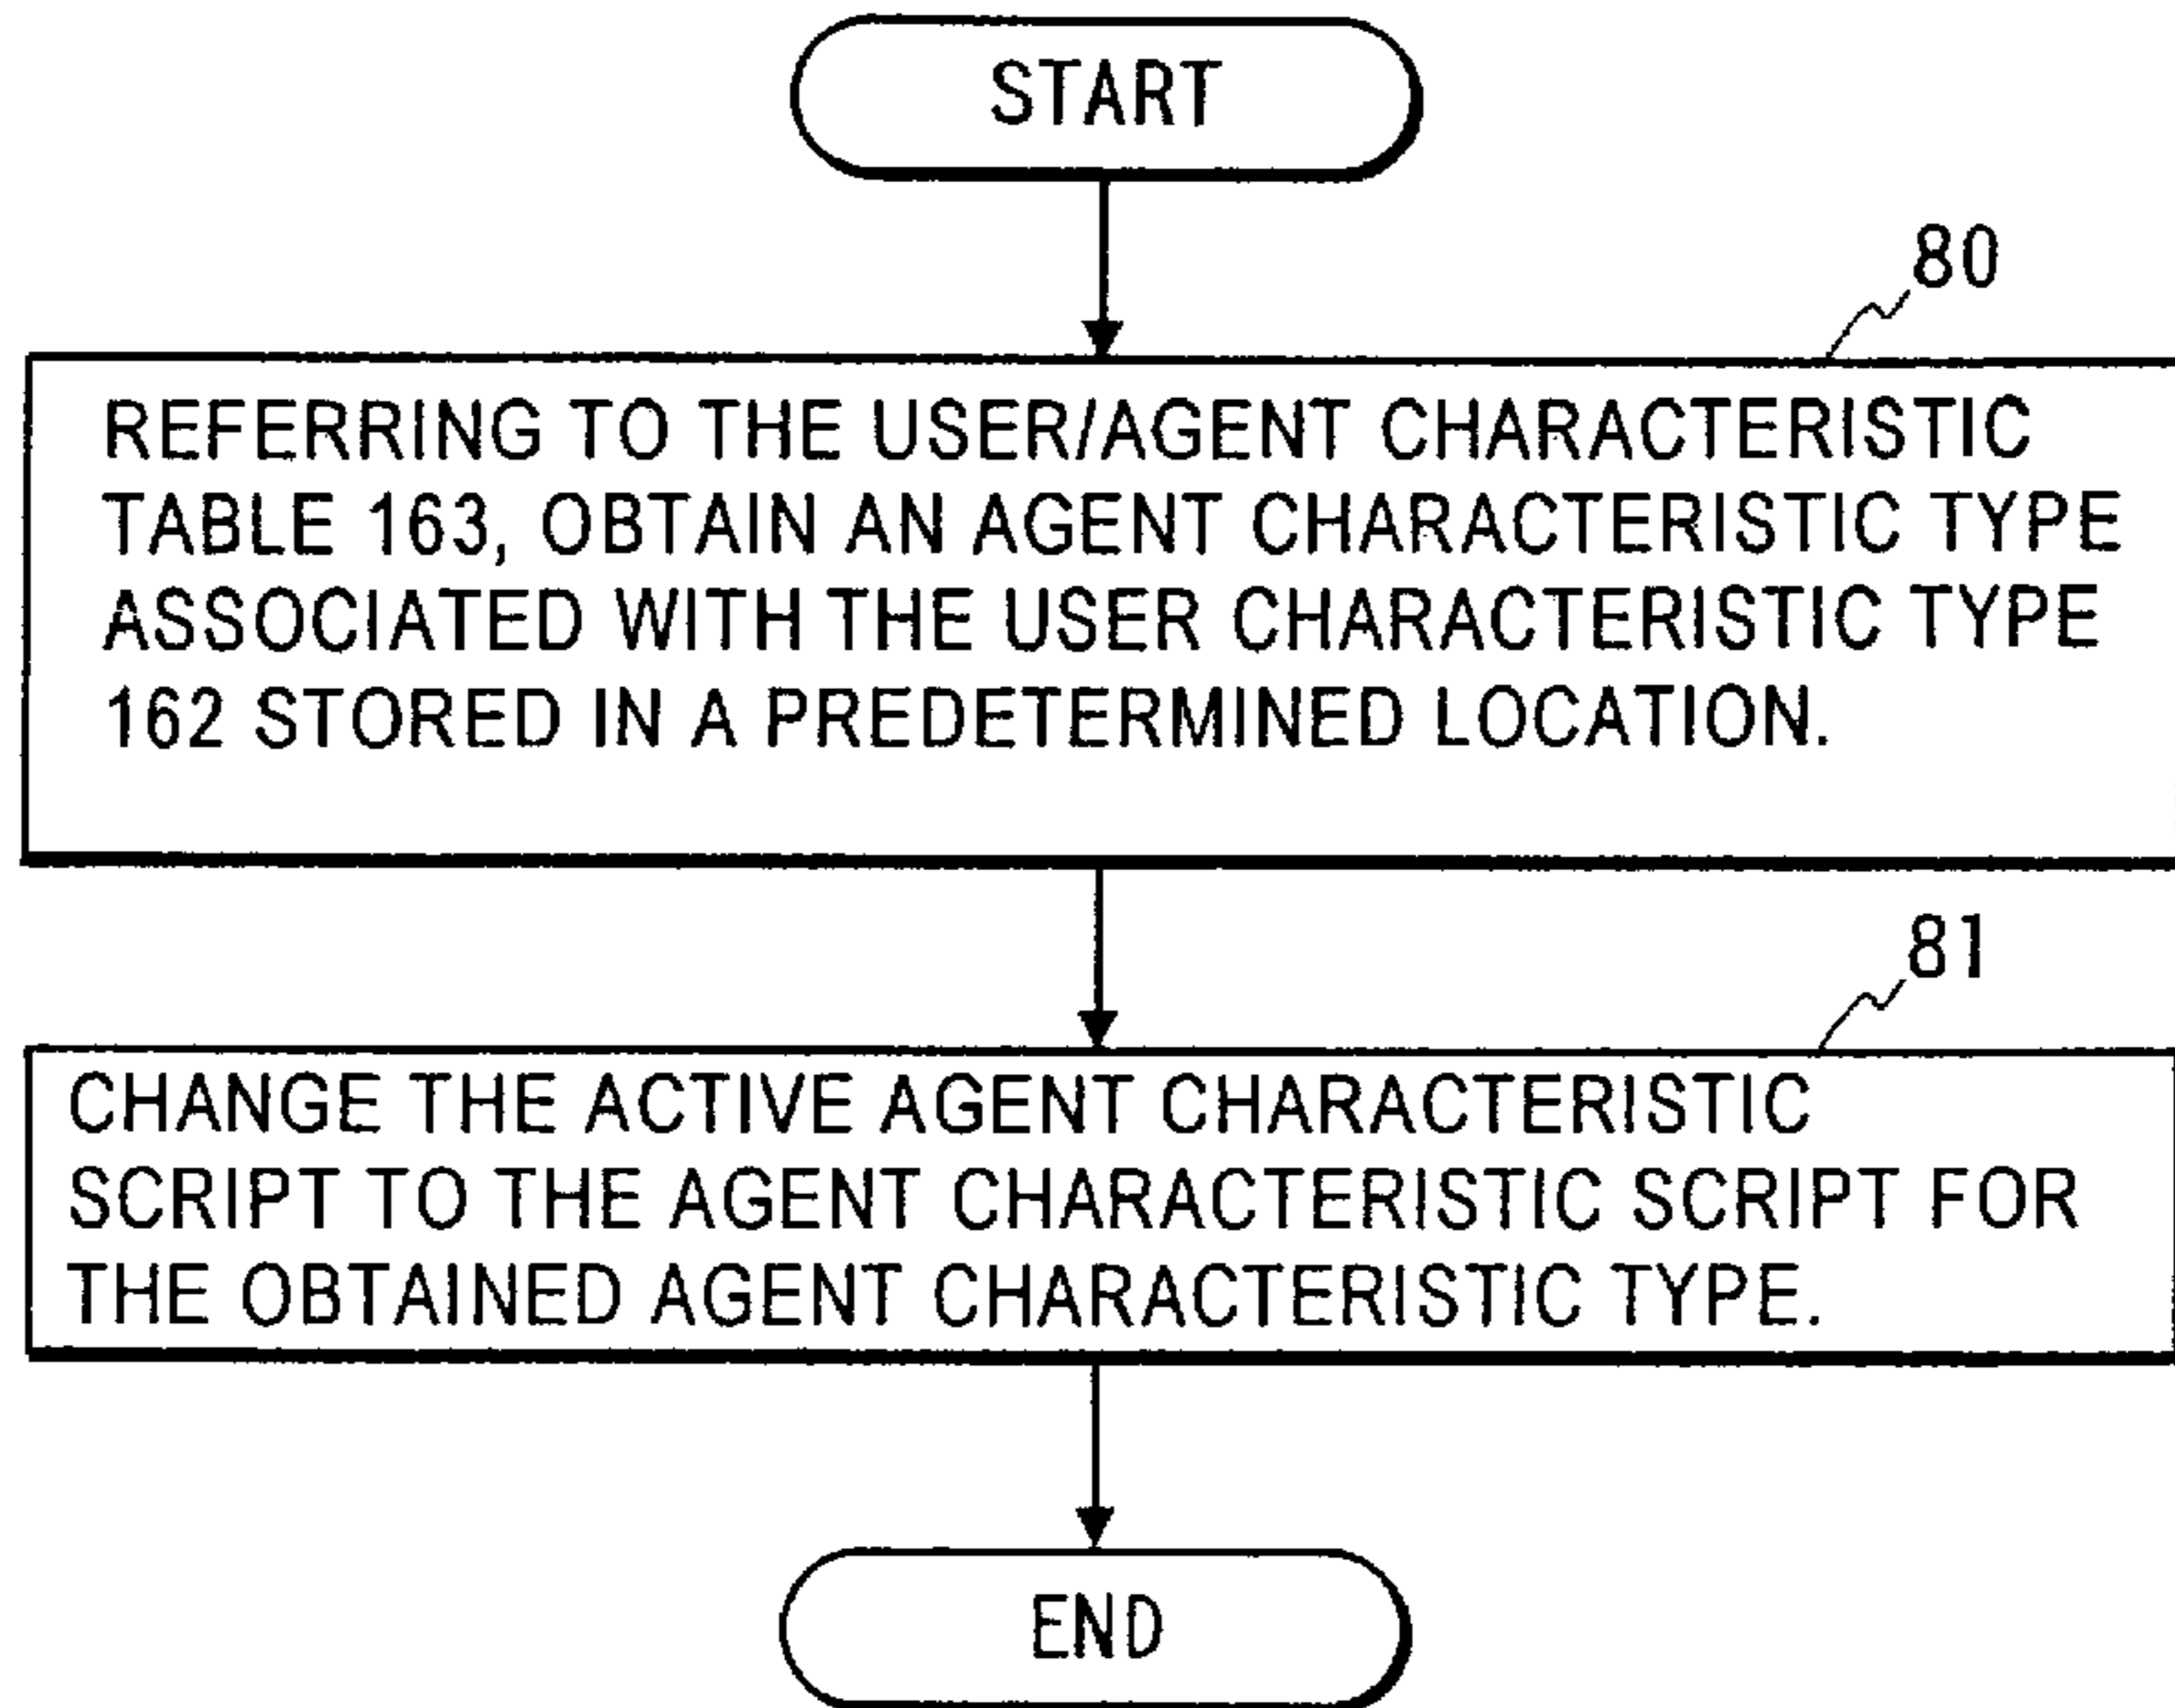 START
80
REFERRING TO THE USER/AGENT CHARACTERISTIC
TABLE 163, OBTAIN AN AGENT CHARACTERISTIC TYPE
ASSOCIATED WITH THE USER CHARACTERISTIC TYPE
162 STORED IN A PREDETERMINED LOCATION.
81
CHANGE THE ACTIVE AGENT CHARACTERISTIC
SCRIPT TO THE AGENT CHARACTERISTIC SCRIPT FOR
THE OBTAINED AGENT CHARACTERISTIC TYPE.
END